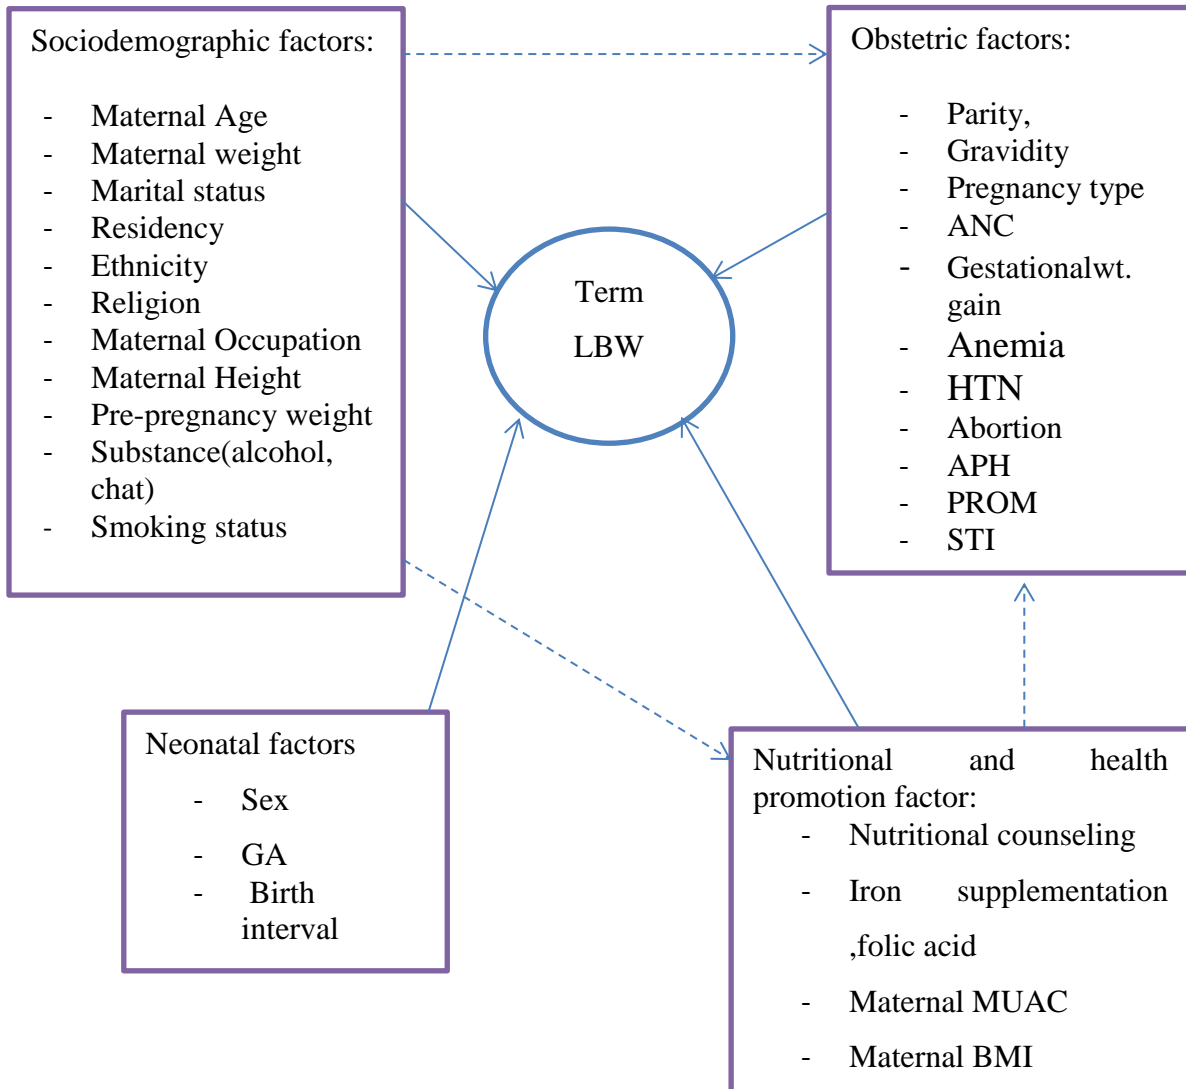 Sociodemographic factors:
- Maternal Age
- Maternal weight
- Marital status
- Residency
- Ethnicity
- Religion
- Maternal Occupation
- Maternal Height
- Pre-pregnancy weight
- Substance(alcohol,
chat)
- Smoking status
Obstetric factors:
- Parity,
- Gravidity
- Pregnancy type
- ANC
- Gestationalwt.
gain
- Anemia
- HTN
- Abortion
- APH
- PROM
- STI
Term
LBW
Neonatal factors
- Sex
- GA
- Birth
interval
Nutritional and health
promotion factor:
- Nutritional counseling
- Iron supplementation
,folic acid
- Maternal MUAC
- Maternal BMI